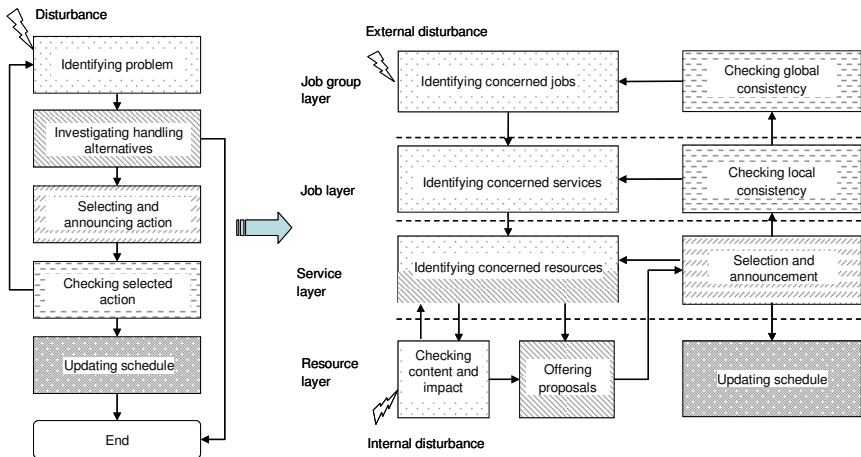 Disturbance
Identifying problem
Investigating handling
alternatives
Selecting and
announcing action
Checking selected
action
Updating schedule
End
External disturbance
Job group
layer
Identifying concerned jobs
Checking global
consistency
Job layer
Identifying concerned services
Checking local
consistency
Service
layer
Identifying concerned resources
Selection and
announcement
Resource
layer
Checking
content and
impact
Offering
proposals
Updating schedule
Internal disturbance